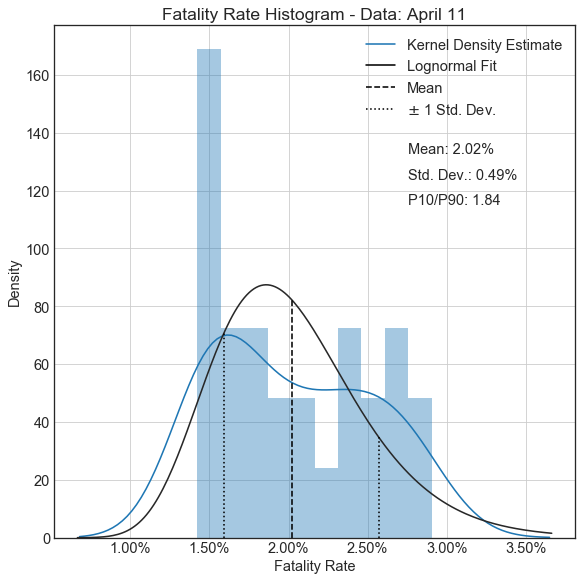 Fatality Rate Histogram - Data: April 11
Kernel Density Estimate
Lognormal Fit
Mean
± 1 Std. Dev.
Mean: 2.02%
Std. Dev.: 0.49%
P10/P90: 1.84
Density
160
140
120
100
80
60
40
20
0
1.00% 1.50% 2.00% 2.50% 3.00% 3.50%
Fatality Rate